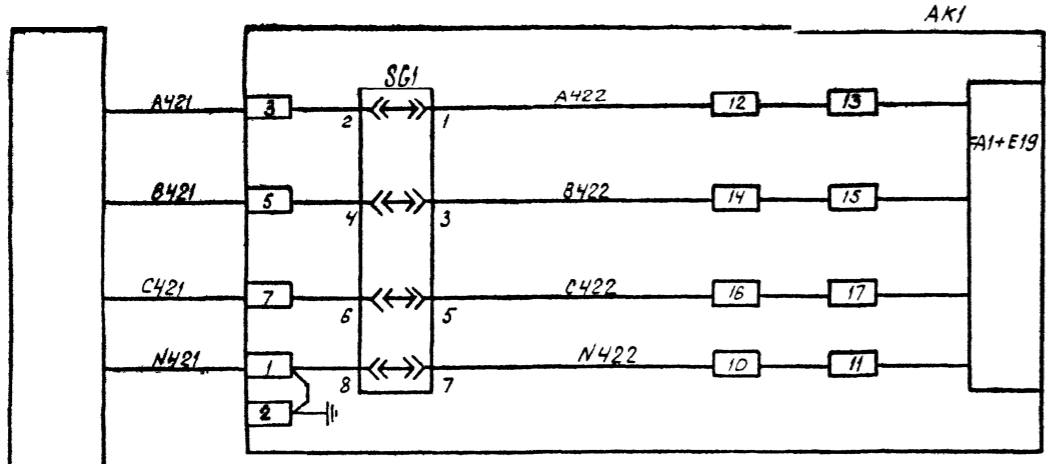 AK1
SG1
A421 3 2 1 A422 12 13
=A1+E19
B421 5 4 3 B422 14 15
C421 7 6 5 C422 16 17
N421 1 8 7 N422 10 11
2